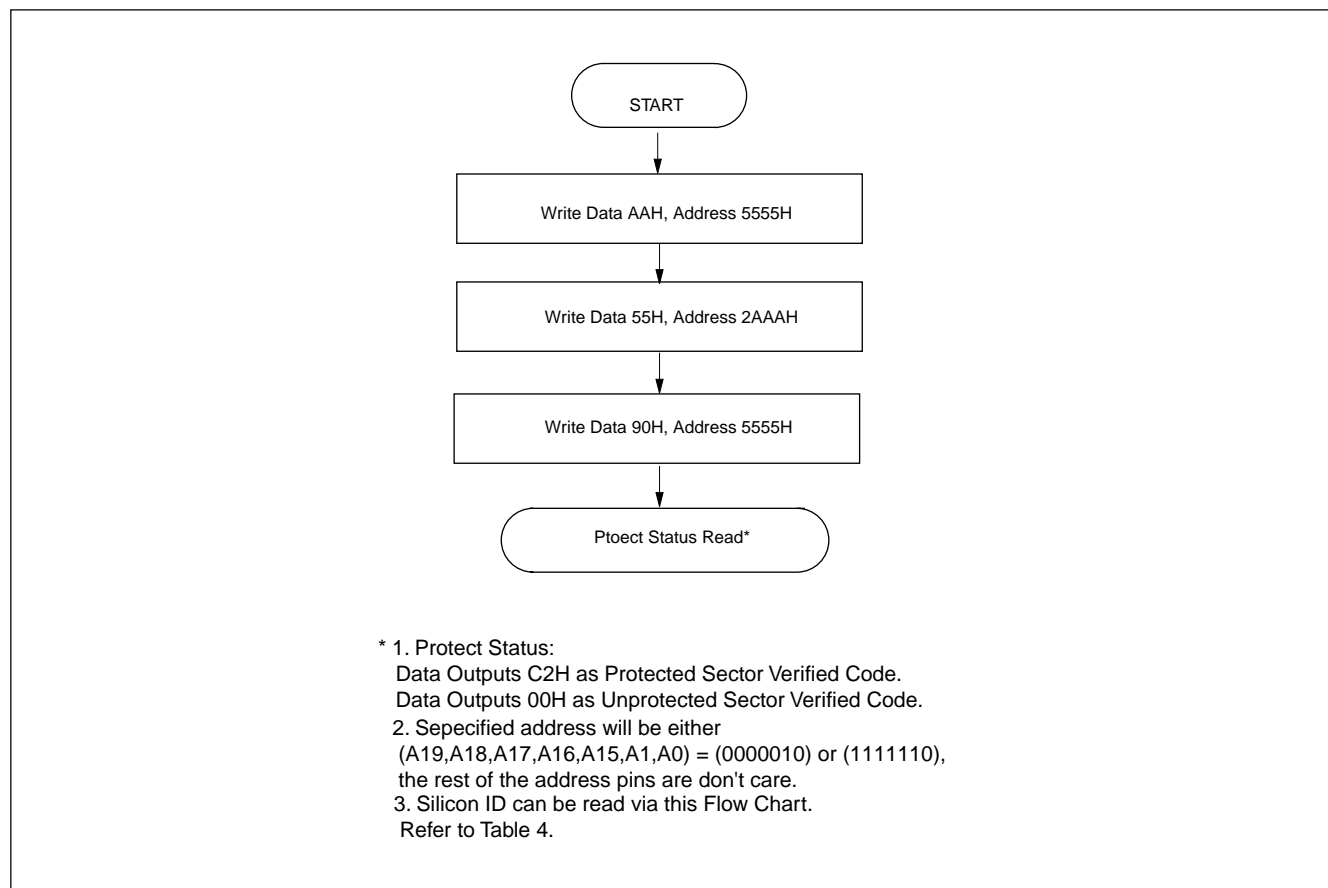 START
Write Data AAH, Address 5555H
Write Data 55H, Address 2AAAH
Write Data 90H, Address 5555H
Ptoect Status Read*
* 1. Protect Status:
Data Outputs C2H as Protected Sector Verified Code.
Data Outputs 00H as Unprotected Sector Verified Code.
2. Sepecified address will be either
(A19,A18,A17,A16,A15,A1,A0) = (0000010) or (1111110),
the rest of the address pins are don't care.
3. Silicon ID can be read via this Flow Chart.
Refer to Table 4.